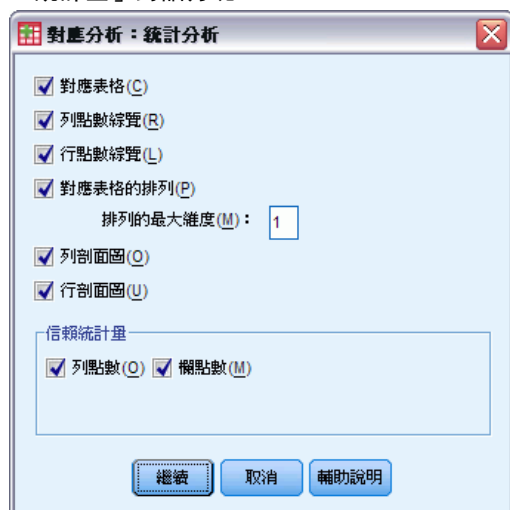 對應分析：統計分析
對應表格(C)
列點數綜覽(R)
行點數綜覽(L)
對應表格的排列(P)
排列的最大維度(M)： 1
列剖面圖(O)
行剖面圖(U)
信賴統計量
列點數(O) 欄點數(M)
繼續 取消 輔助說明